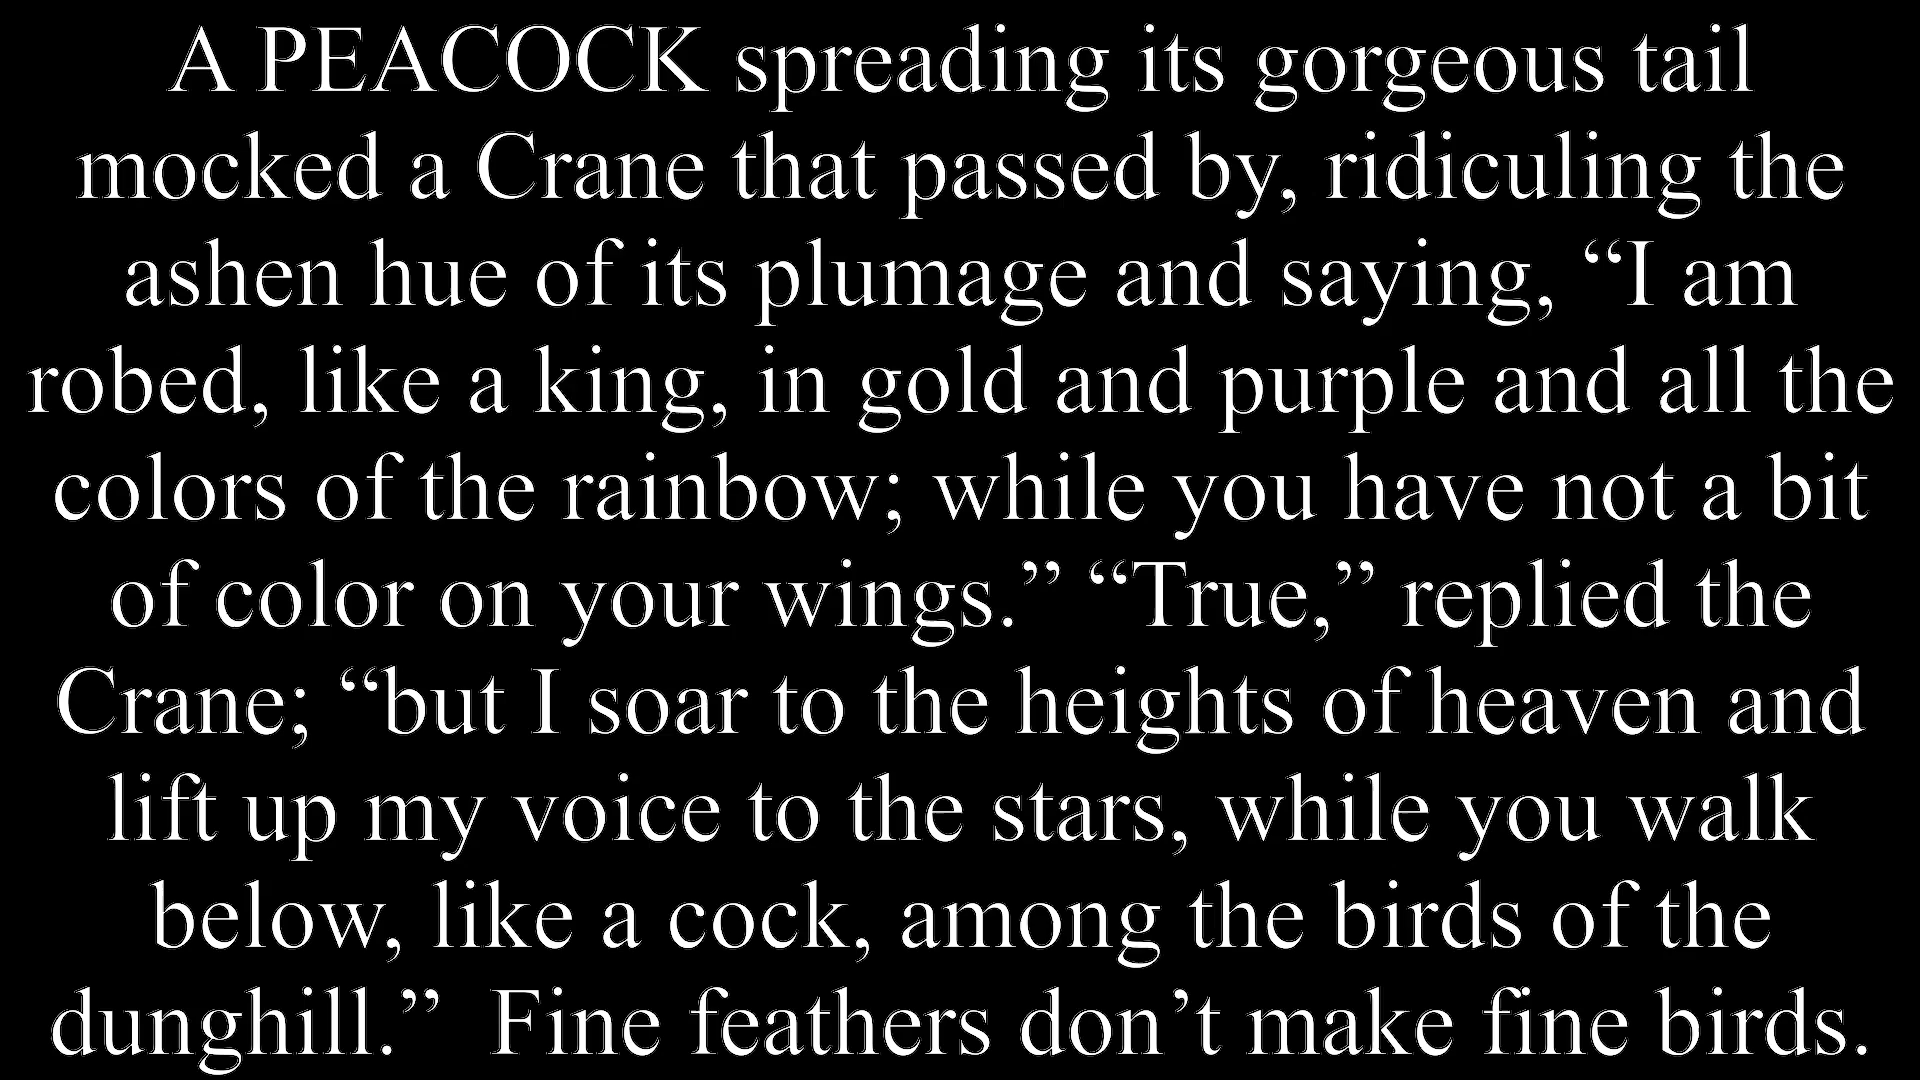 A PEACOCK spreading its gorgeous tail
mocked a Crane that passed by, ridiculing the
ashen hue of its plumage and saying, “I am
robed, like a king, in gold and purple and all the
colors of the rainbow; while you have not a bit
of color on your wings.” “True,” replied the
Crane; “but I soar to the heights of heaven and
lift up my voice to the stars, while you walk
below, like a cock, among the birds of the
dunghill.”  Fine feathers don’t make fine birds.